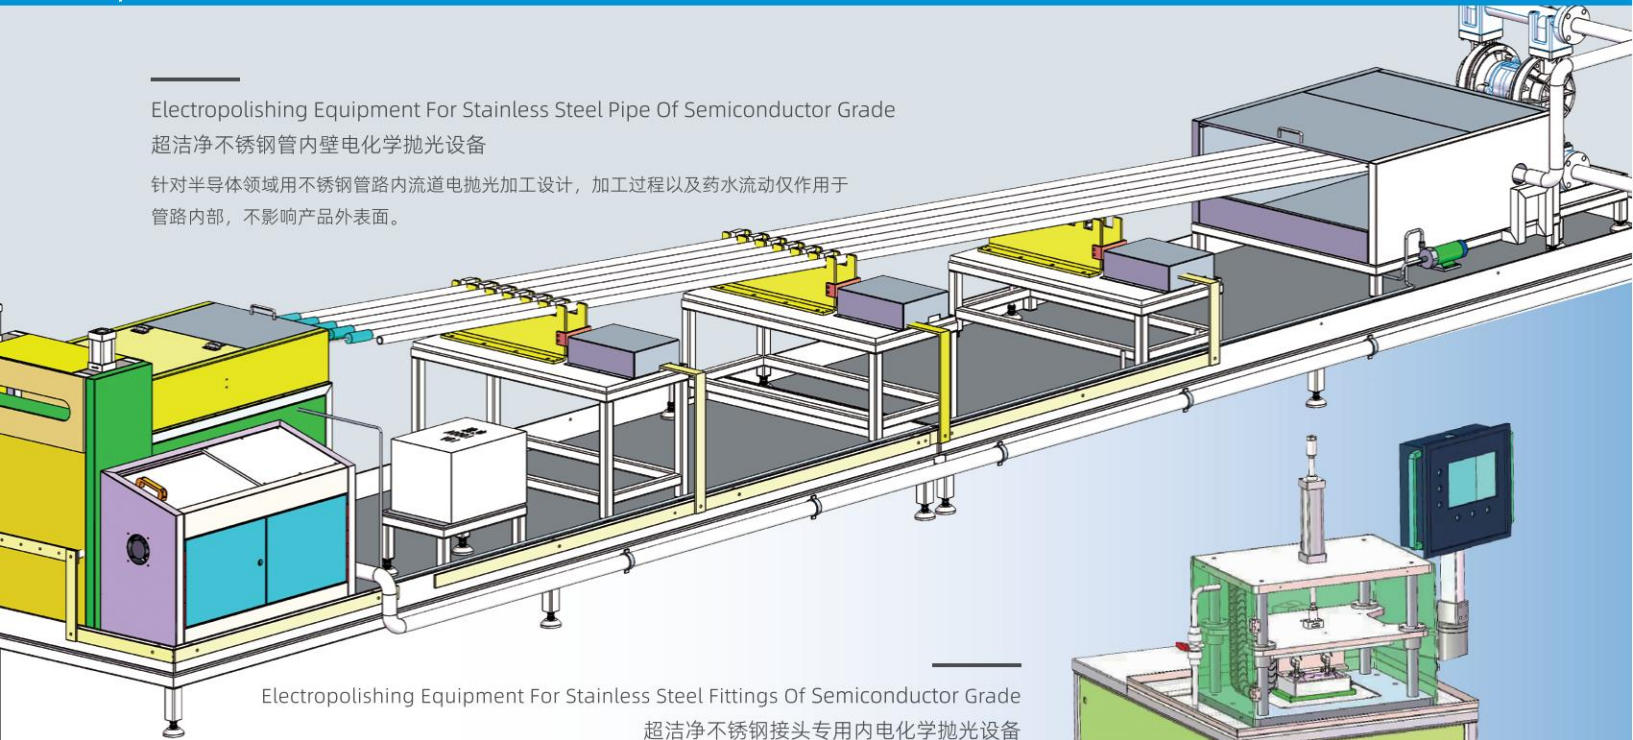 Electropolishing Equipment For Stainless Steel Pipe Of Semiconductor Grade
超洁净不锈钢管内壁电化学抛光设备
针对半导体领域用不锈钢管路内流道电抛光加工设计，加工过程以及药水流动仅作用于
管路内部，不影响产品外表面。
Electropolishing Equipment For Stainless Steel Fittings Of Semiconductor Grade
超洁净不锈钢接头专用内电化学抛光设备